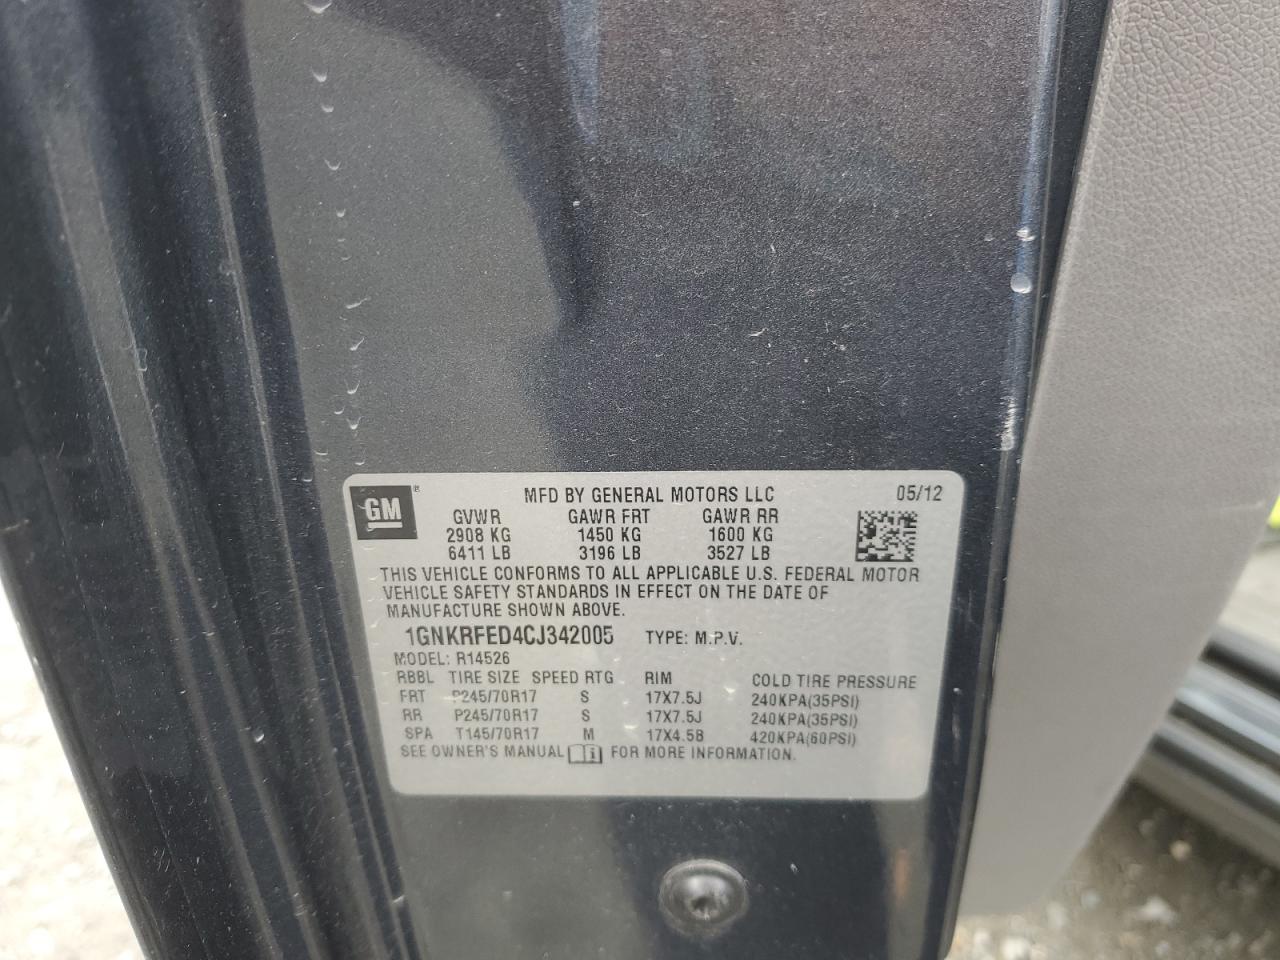 GM ® MFD BY GENERAL MOTORS LLC 05/12
GVWR GAWR FRT GAWR RR
2908 KG 1450 KG 1600 KG
6411 LB 3196 LB 3527 LB
THIS VEHICLE CONFORMS TO ALL APPLICABLE U.S. FEDERAL MOTOR
VEHICLE SAFETY STANDARDS IN EFFECT ON THE DATE OF
MANUFACTURE SHOWN ABOVE.
1GNKRFED4CJ342005 TYPE: M.P.V.
MODEL: R14526
RBBL TIRE SIZE SPEED RTG RIM COLD TIRE PRESSURE
FRT P245/70R17 S 17X7.5J 240KPA(35PSI)
RR P245/70R17 S 17X7.5J 240KPA(35PSI)
SPA T145/70R17 M 17X4.5B 420KPA(60PSI)
SEE OWNER'S MANUAL i FOR MORE INFORMATION.